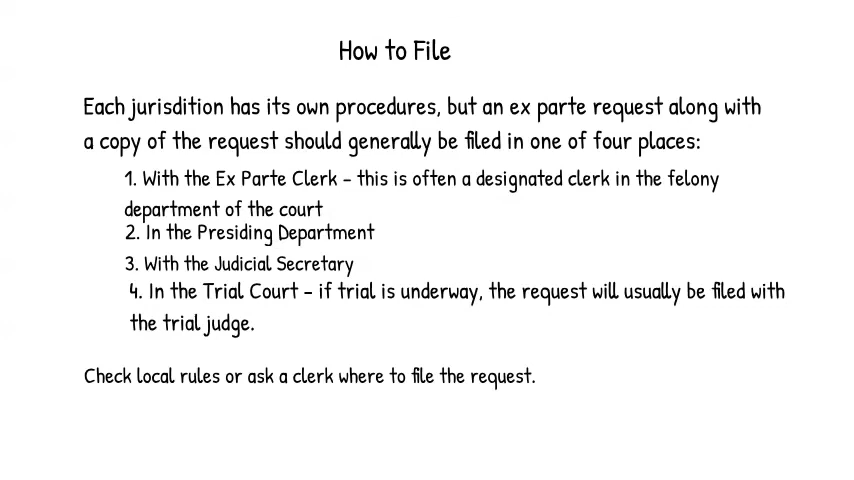 How to File
Each jurisdition has its own procedures, but an ex parte request along with
a copy of the request should generally be filed in one of four places:
1. With the Ex Parte Clerk – this is often a designated clerk in the felony
department of the court
2. In the Presiding Department
3. With the Judicial Secretary
4. In the Trial Court – if trial is underway, the request will usually be filed with
the trial judge.
Check local rules or ask a clerk where to file the request.